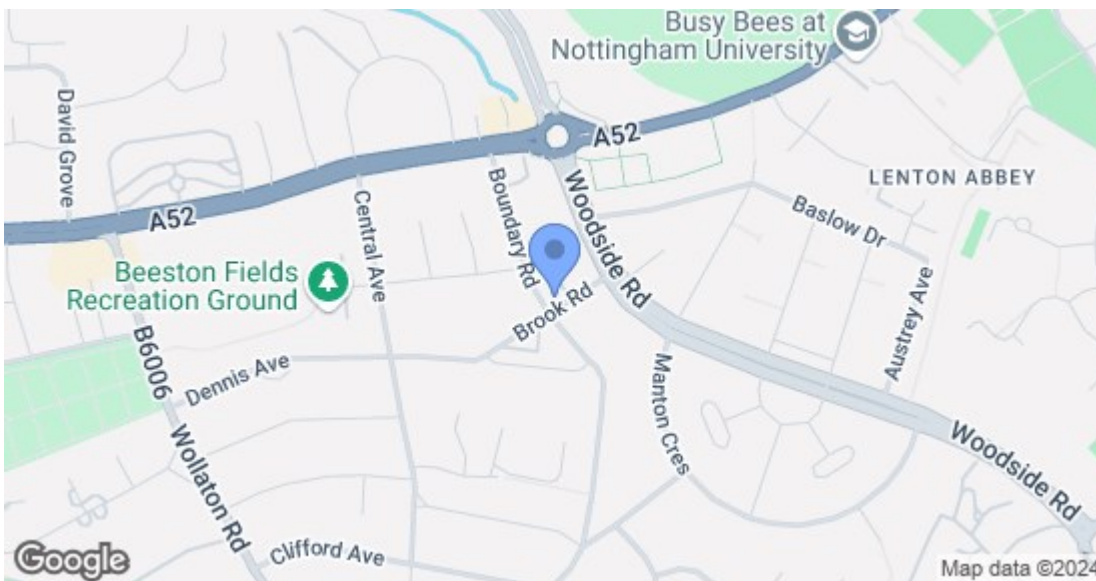 Busy Bees at
Nottingham University
David Grove
A52
A52
LENTON ABBEY
Boundary Rd
Woodside Rd
Central Ave
Baslow Dr
Beeston Fields
Recreation Ground
Brook Rd
Austrey Ave
B6006
Dennis Ave
Manton Cres
Wollaton Rd
Woodside Rd
Clifford Ave
Google
Map data ©2024